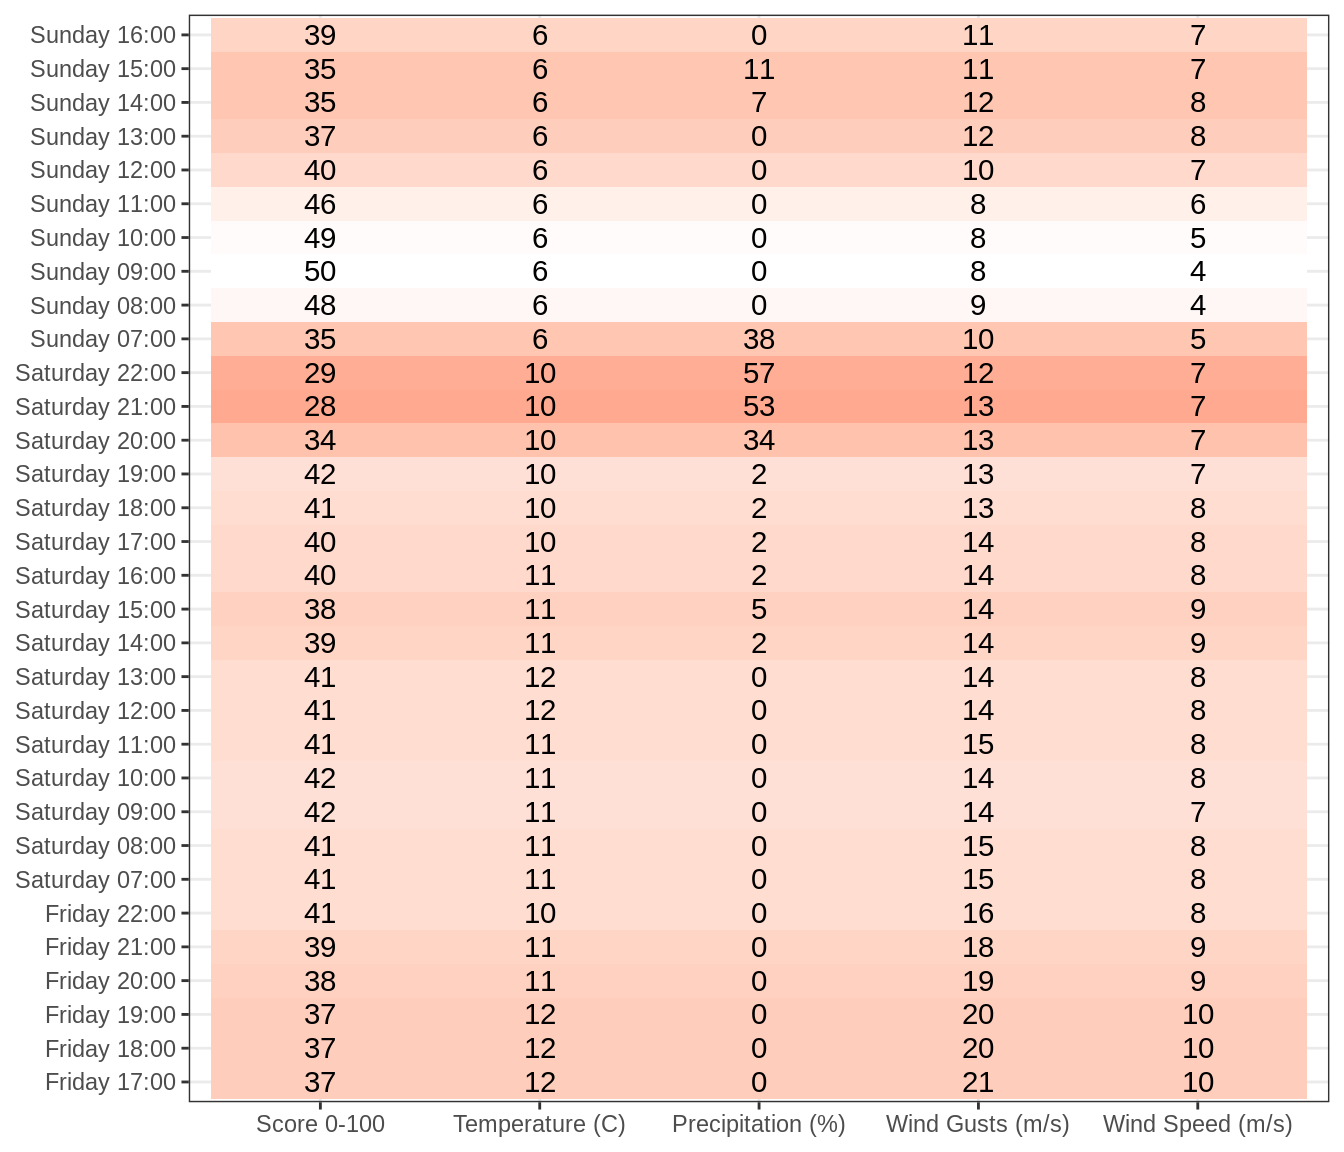 Sunday 16:00 39 6 0 11 7
Sunday 15:00 35 6 11 11 7
Sunday 14:00 35 6 7 12 8
Sunday 13:00 37 6 0 12 8
Sunday 12:00 40 6 0 10 7
Sunday 11:00 46 6 0 8 6
Sunday 10:00 49 6 0 8 5
Sunday 09:00 50 6 0 8 4
Sunday 08:00 48 6 0 9 4
Sunday 07:00 35 6 38 10 5
Saturday 22:00 29 10 57 12 7
Saturday 21:00 28 10 53 13 7
Saturday 20:00 34 10 34 13 7
Saturday 19:00 42 10 2 13 7
Saturday 18:00 41 10 2 13 8
Saturday 17:00 40 10 2 14 8
Saturday 16:00 40 11 2 14 8
Saturday 15:00 38 11 5 14 9
Saturday 14:00 39 11 2 14 9
Saturday 13:00 41 12 0 14 8
Saturday 12:00 41 12 0 14 8
Saturday 11:00 41 11 0 15 8
Saturday 10:00 42 11 0 14 8
Saturday 09:00 42 11 0 14 7
Saturday 08:00 41 11 0 15 8
Saturday 07:00 41 11 0 15 8
Friday 22:00 41 10 0 16 8
Friday 21:00 39 11 0 18 9
Friday 20:00 38 11 0 19 9
Friday 19:00 37 12 0 20 10
Friday 18:00 37 12 0 20 10
Friday 17:00 37 12 0 21 10
Score 0-100 Temperature (C) Precipitation (%) Wind Gusts (m/s) Wind Speed (m/s)